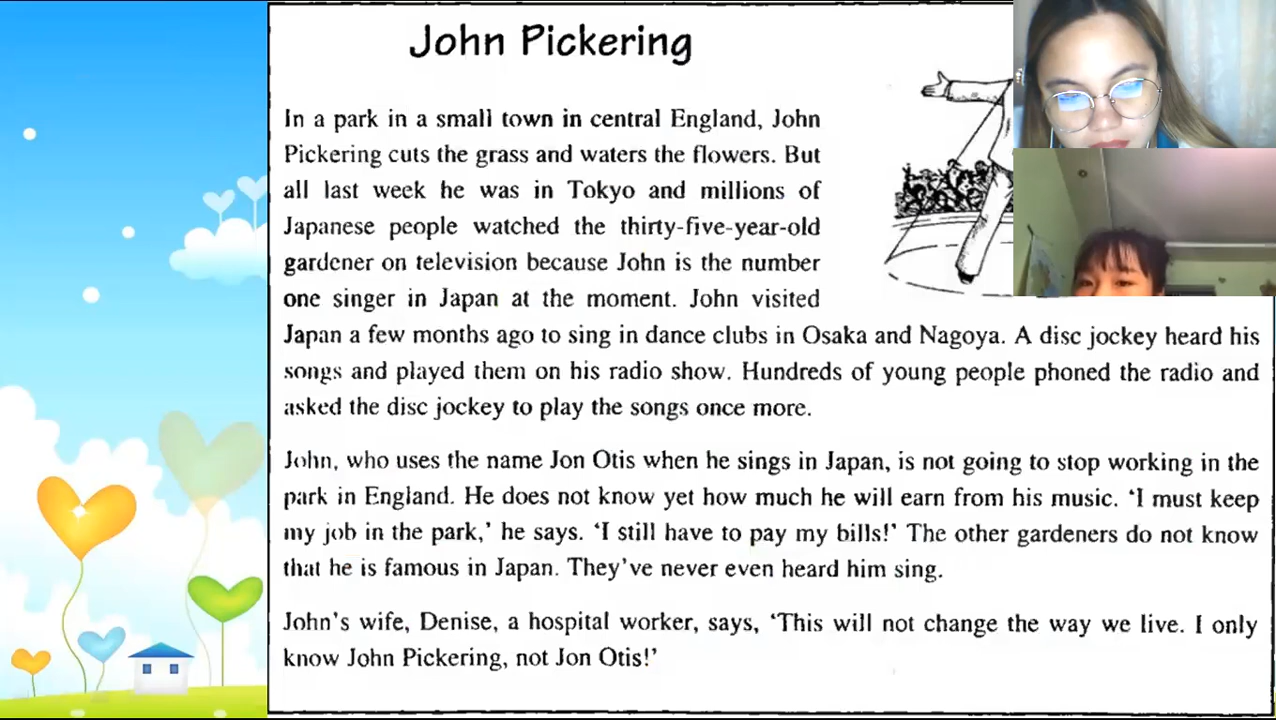 John Pickering
In a park in a small town in central England, John
Pickering cuts the grass and waters the flowers. But
all last week he was in Tokyo and millions of
Japanese people watched the thirty-five-year-old
gardener on television because John is the number
one singer in Japan at the moment. John visited
Japan a few months ago to sing in dance clubs in Osaka and Nagoya. A disc jockey heard his
songs and played them on his radio show. Hundreds of young people phoned the radio and
asked the disc jockey to play the songs once more.
John, who uses the name Jon Otis when he sings in Japan, is not going to stop working in the
park in England. He does not know yet how much he will earn from his music. ‘I must keep
my job in the park,’ he says. ‘I still have to pay my bills!’ The other gardeners do not know
that he is famous in Japan. They’ve never even heard him sing.
John’s wife, Denise, a hospital worker, says, ‘This will not change the way we live. I only
know John Pickering, not Jon Otis!’